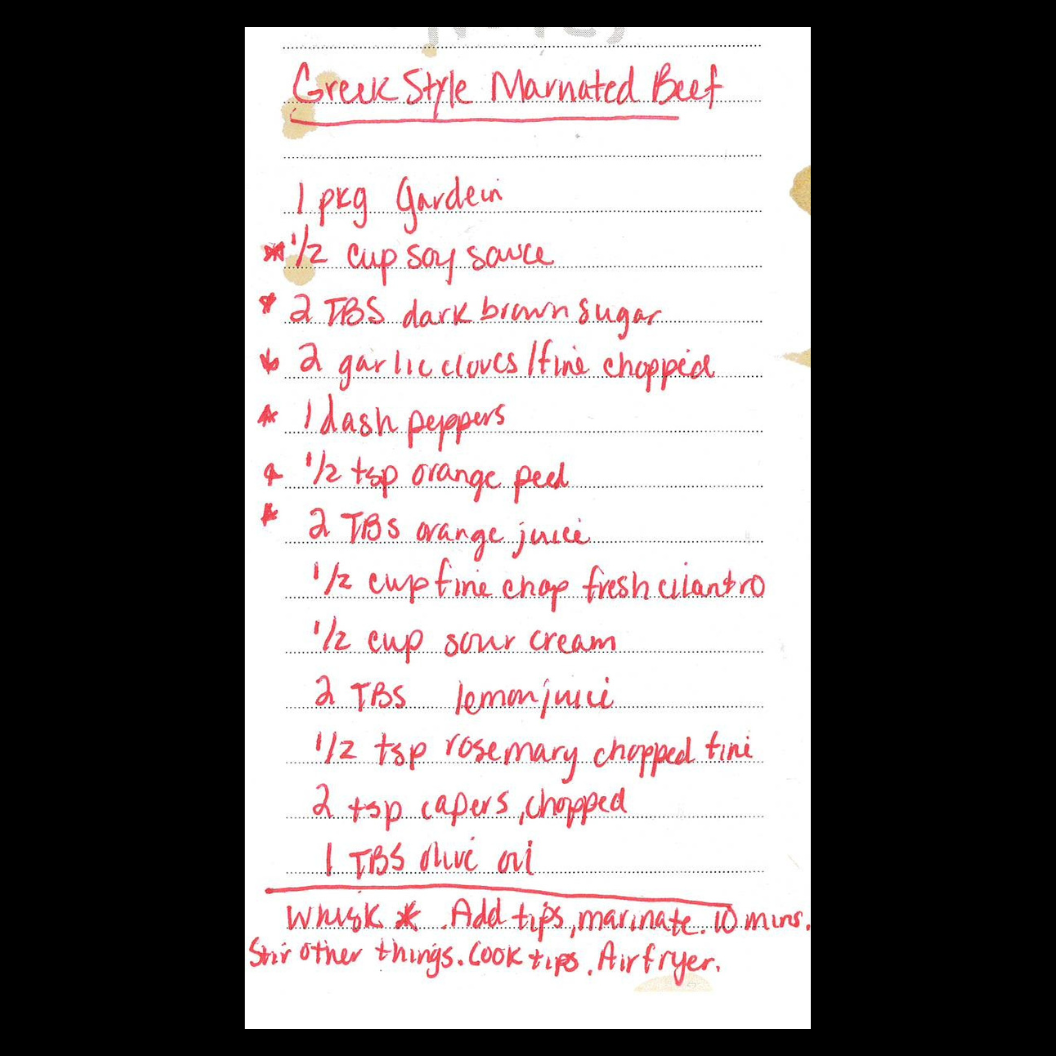 Greek Style Marnated Beef
1 pkg Gardein
* 1/2 cup soy sauce
* 2 TBS dark brown sugar
* 2 garlic cloves/fine chopped
* 1 dash peppers
* 1/2 tsp orange peel
* 2 TBS orange juice
1/2 cup fine chop fresh cilantro
1/2 cup sour cream
2 TBS lemon juice
1/2 tsp rosemary chopped fine
2 tsp capers, chopped
1 TBS olive oil
Whisk * . Add tips, marinate. 10 mins.
Stir other things. Cook tips. Airfryer.